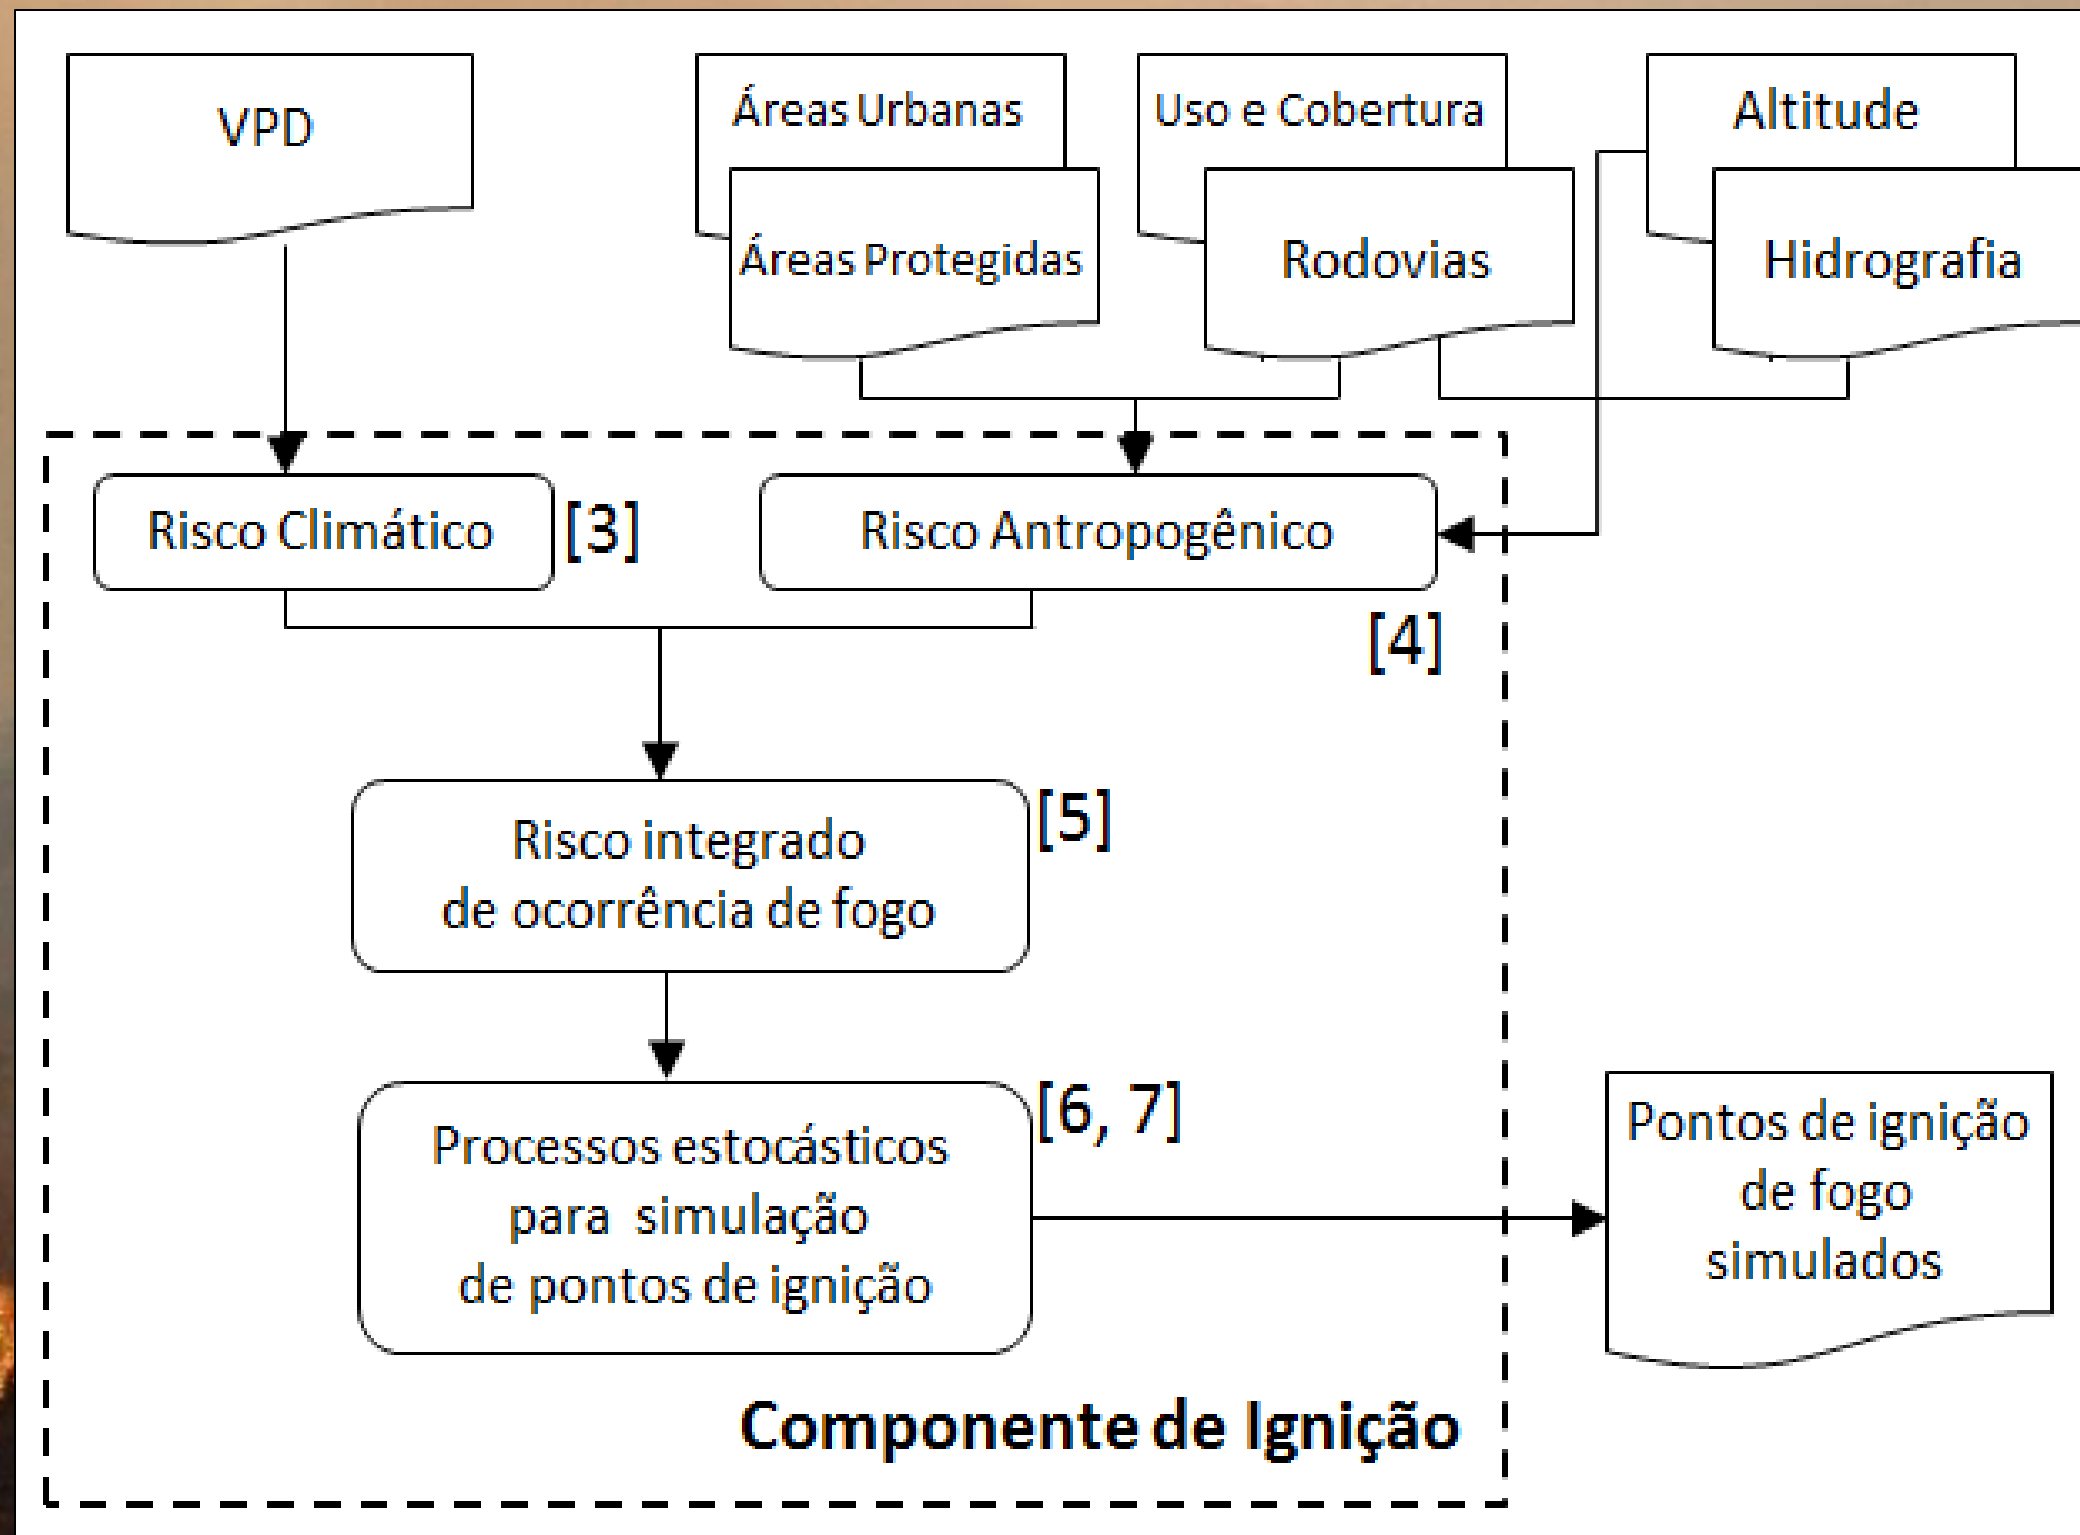 VPD
Áreas Urbanas
Áreas Protegidas
Uso e Cobertura
Rodovias
Altitude
Hidrografia
Risco Climático
[3]
Risco Antropogênico
[4]
Risco integrado
de ocorrência de fogo
[5]
Processos estocásticos
para simulação
de pontos de ignição
[6, 7]
Pontos de ignição
de fogo
simulados
Componente de Ignição